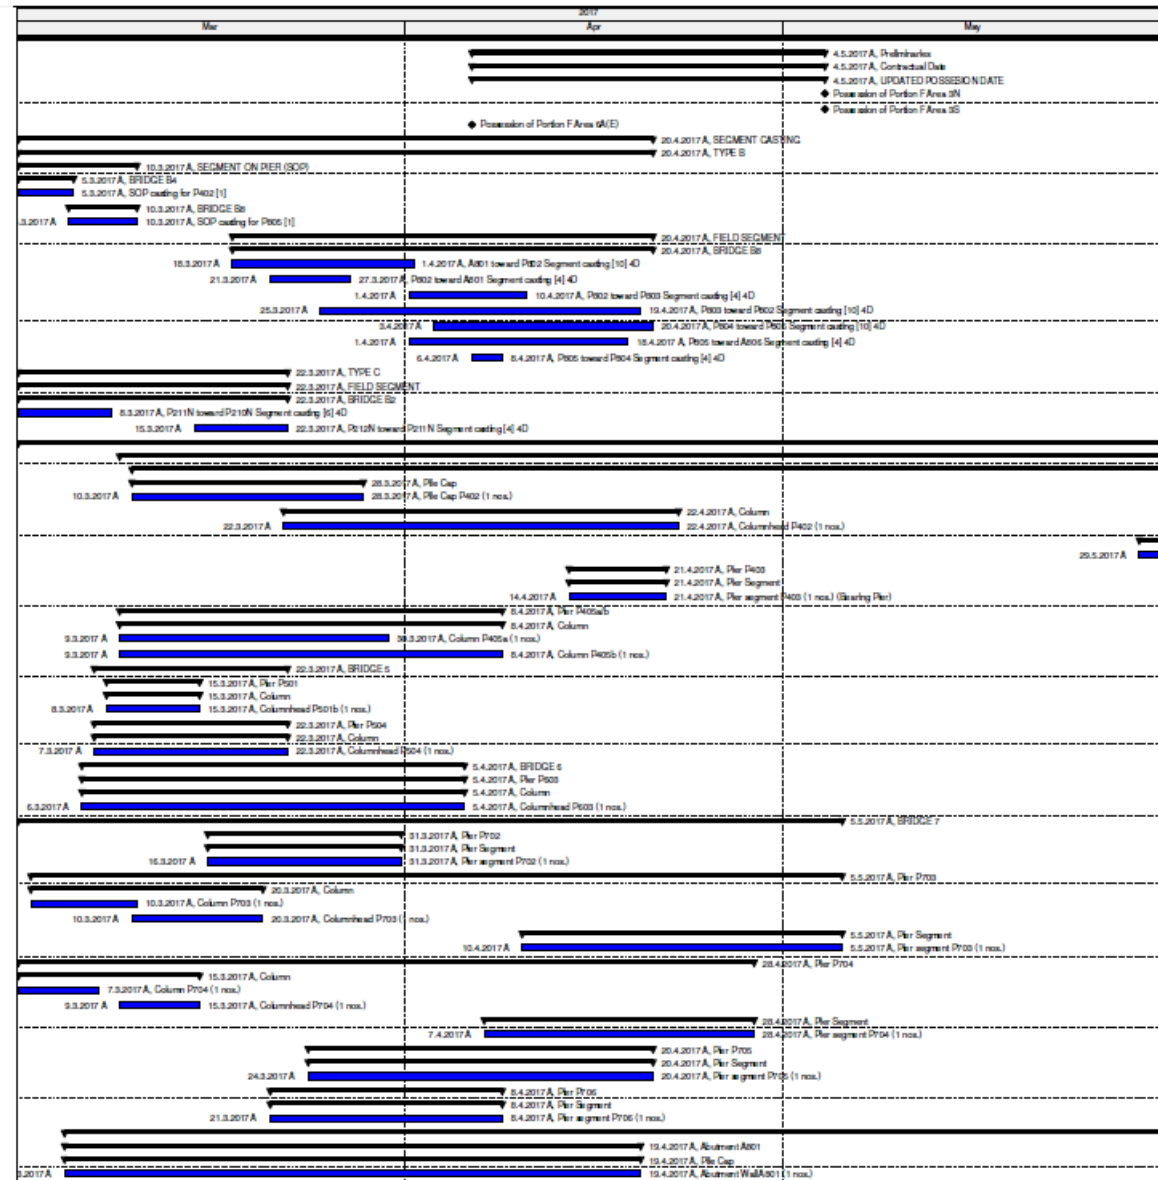 2017
Mar Apr May
4.5.2017 A, Preliminaries
4.5.2017 A, Contractual Date
4.5.2017 A, UPDATED POSSESION DATE
Possession of Portion F Area 3N
Possession of Portion F Area 3S
Possession of Portion F Area 6A(E)
20.4.2017 A, SEGMENT CASTING
20.4.2017 A, TYPE B
10.3.2017 A, SEGMENT ON PIER (SOP)
5.3.2017 A, BRIDGE B4
5.3.2017 A, SOP casting for P402 [1]
10.3.2017 A, BRIDGE B8
.3.2017 A 10.3.2017 A, SOP casting for P805 [1]
20.4.2017 A, FIELD SEGMENT
20.4.2017 A, BRIDGE B8
18.3.2017 A 1.4.2017 A, A801 toward P802 Segment casting [10] 4D
21.3.2017 A 27.3.2017 A, P802 toward A801 Segment casting [4] 4D
1.4.2017 A 10.4.2017 A, P802 toward P803 Segment casting [4] 4D
25.3.2017 A 19.4.2017 A, P803 toward P802 Segment casting [10] 4D
3.4.2017 A 20.4.2017 A, P804 toward P805 Segment casting [10] 4D
1.4.2017 A 18.4.2017 A, P805 toward A806 Segment casting [4] 4D
6.4.2017 A 8.4.2017 A, P805 toward P804 Segment casting [4] 4D
22.3.2017 A, TYPE C
22.3.2017 A, FIELD SEGMENT
22.3.2017 A, BRIDGE B2
8.3.2017 A, P211N toward P210N Segment casting [6] 4D
15.3.2017 A 22.3.2017 A, P212N toward P211N Segment casting [4] 4D
28.3.2017 A, Pile Cap
10.3.2017 A 28.3.2017 A, Pile Cap P402 (1 nos.)
22.4.2017 A, Column
22.3.2017 A 22.4.2017 A, Columnhead P402 (1 nos.)
29.5.2017 A
21.4.2017 A, Pier P403
21.4.2017 A, Pier Segment
14.4.2017 A 21.4.2017 A, Pier segment P403 (1 nos.) (Bearing Pier)
8.4.2017 A, Pier P405a/b
8.4.2017 A, Column
9.3.2017 A 30.3.2017 A, Column P405a (1 nos.)
9.3.2017 A 8.4.2017 A, Column P405b (1 nos.)
22.3.2017 A, BRIDGE 5
15.3.2017 A, Pier P501
15.3.2017 A, Column
8.3.2017 A 15.3.2017 A, Columnhead P501b (1 nos.)
22.3.2017 A, Pier P504
22.3.2017 A, Column
7.3.2017 A 22.3.2017 A, Columnhead P504 (1 nos.)
5.4.2017 A, BRIDGE 6
5.4.2017 A, Pier P603
5.4.2017 A, Column
6.3.2017 A 5.4.2017 A, Columnhead P603 (1 nos.)
5.5.2017 A, BRIDGE 7
31.3.2017 A, Pier P702
31.3.2017 A, Pier Segment
16.3.2017 A 31.3.2017 A, Pier segment P702 (1 nos.)
5.5.2017 A, Pier P703
20.3.2017 A, Column
10.3.2017 A, Column P703 (1 nos.)
10.3.2017 A 20.3.2017 A, Columnhead P703 (1 nos.)
5.5.2017 A, Pier Segment
10.4.2017 A 5.5.2017 A, Pier segment P703 (1 nos.)
28.4.2017 A, Pier P704
15.3.2017 A, Column
7.3.2017 A, Column P704 (1 nos.)
9.3.2017 A 15.3.2017 A, Columnhead P704 (1 nos.)
28.4.2017 A, Pier Segment
7.4.2017 A 28.4.2017 A, Pier segment P704 (1 nos.)
20.4.2017 A, Pier P705
20.4.2017 A, Pier Segment
24.3.2017 A 20.4.2017 A, Pier segment P705 (1 nos.)
8.4.2017 A, Pier P706
8.4.2017 A, Pier Segment
21.3.2017 A 8.4.2017 A, Pier segment P706 (1 nos.)
19.4.2017 A, Abutment A801
19.4.2017 A, Pile Cap
3.2017 A 19.4.2017 A, Abutment Wall A801 (1 nos.)